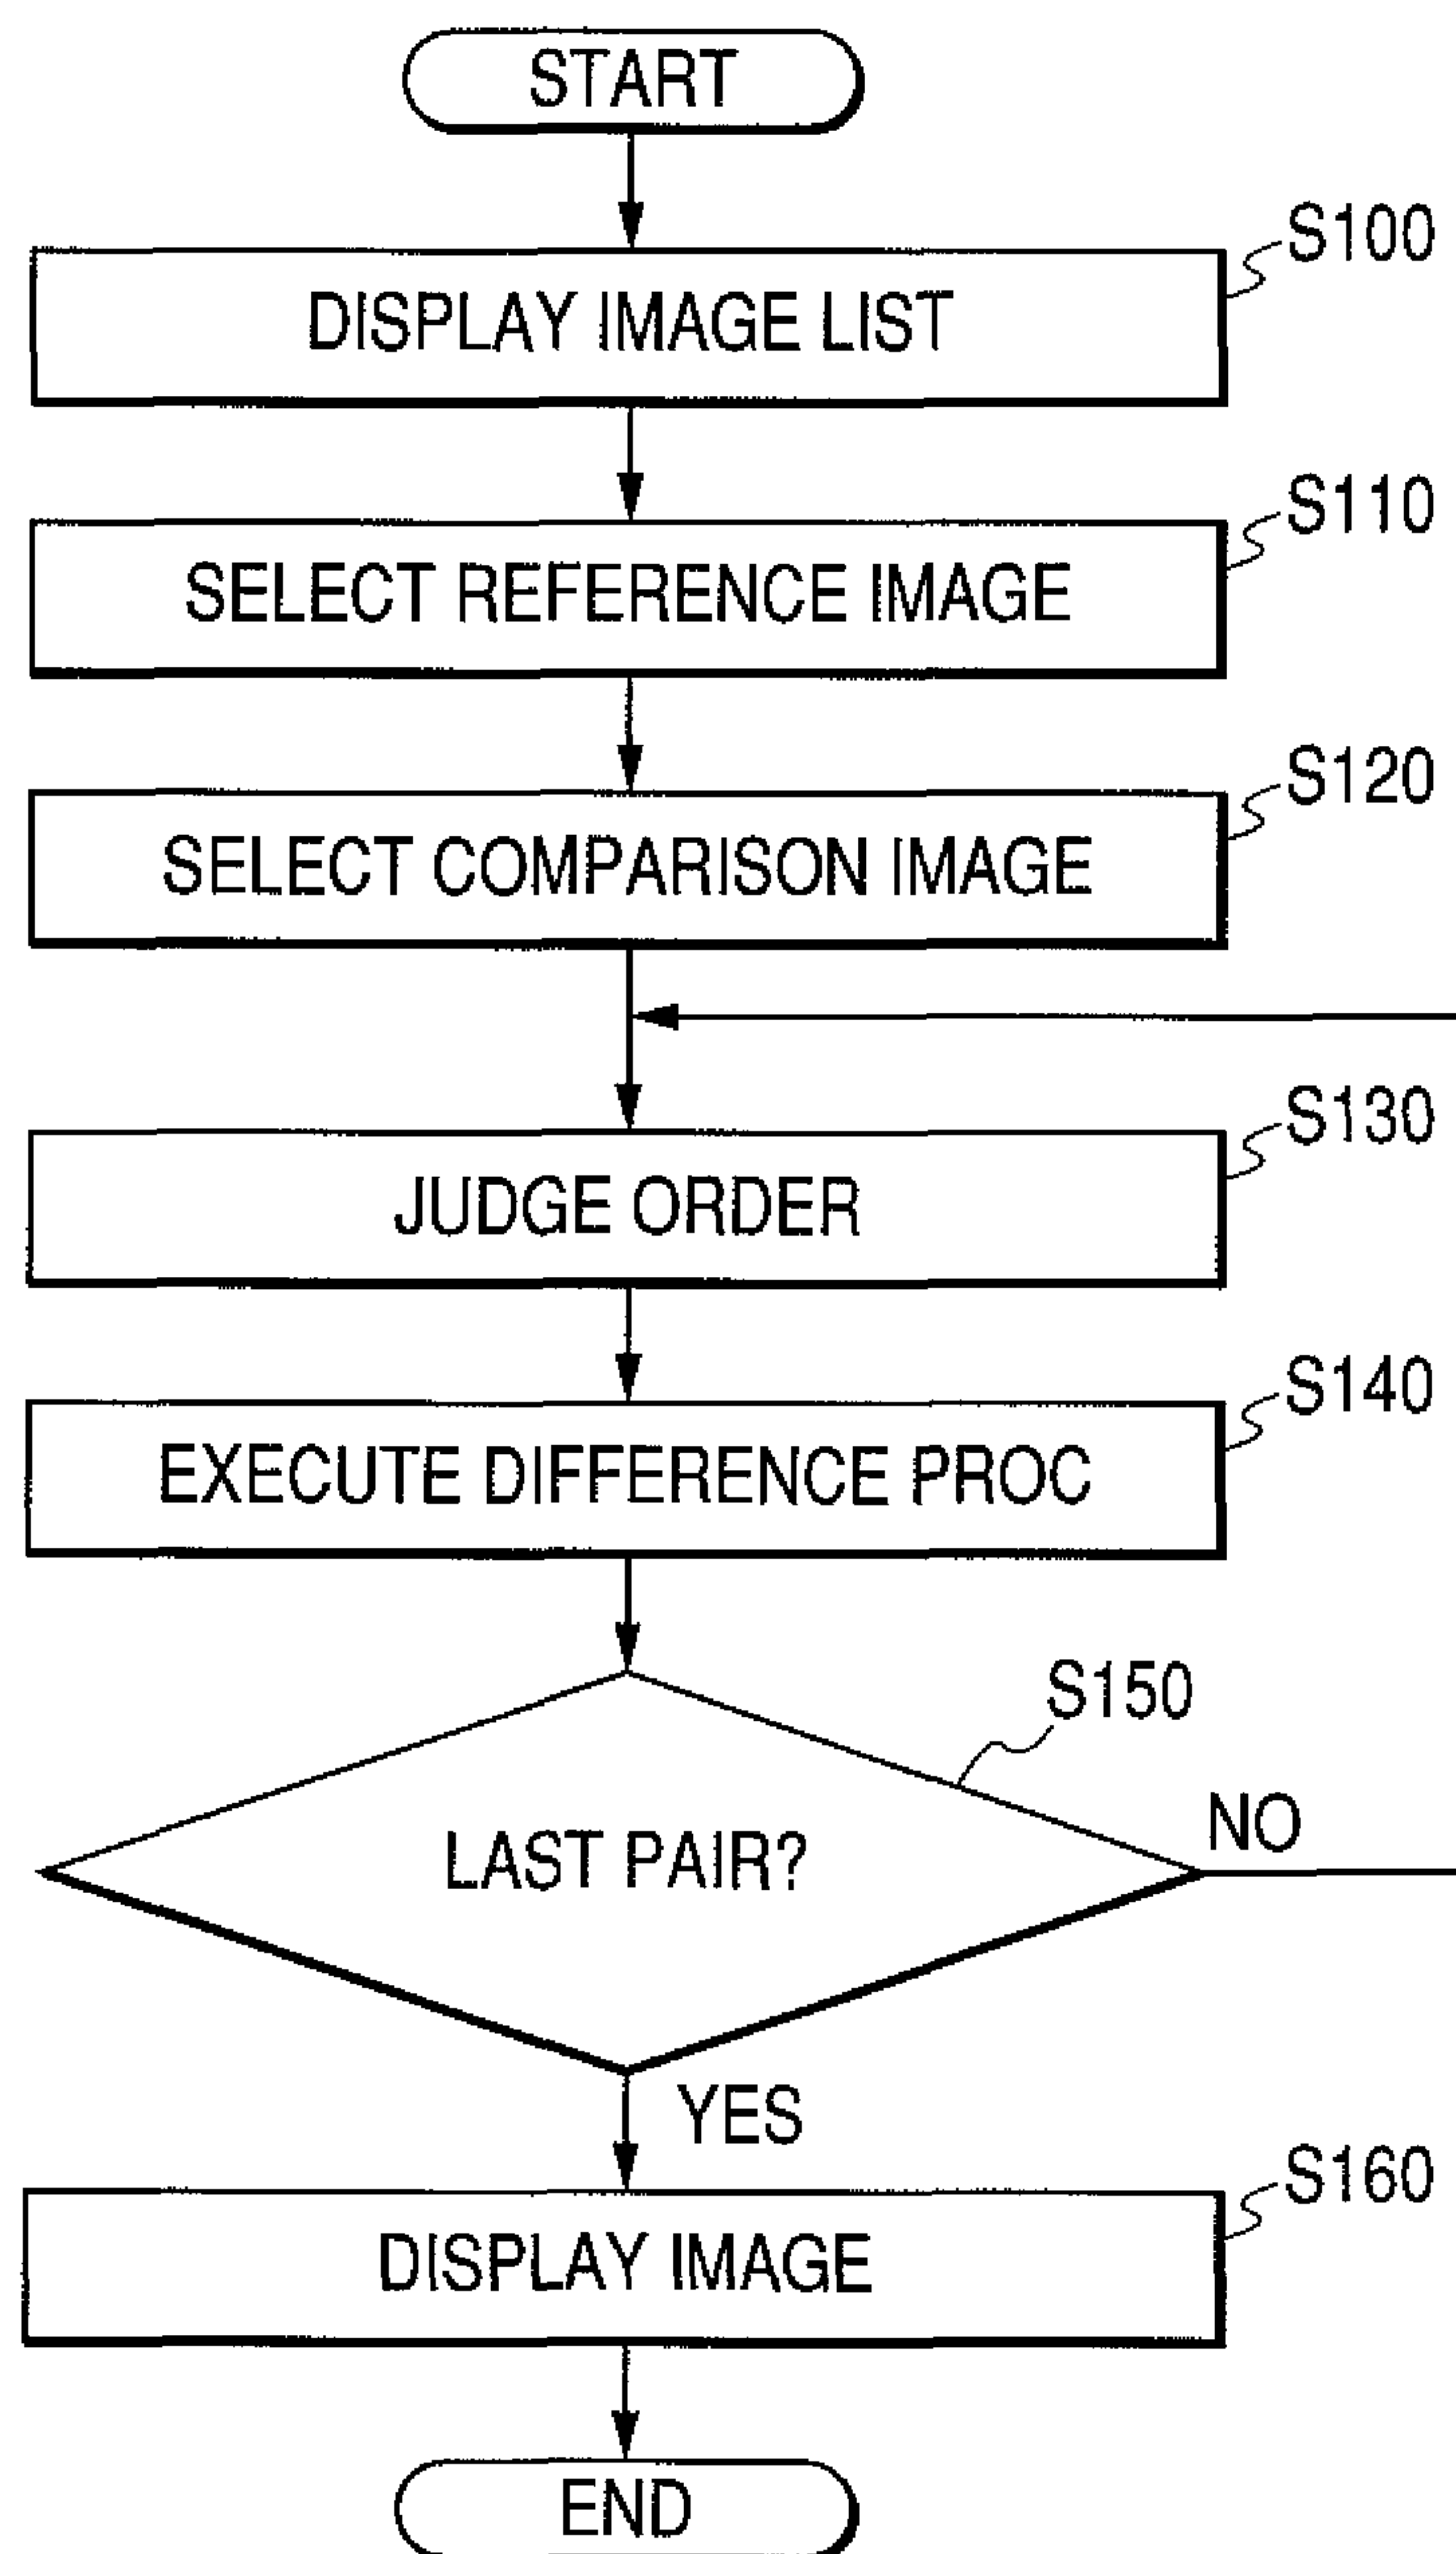 START
S100
DISPLAY IMAGE LIST
S110
SELECT REFERENCE IMAGE
S120
SELECT COMPARISON IMAGE
S130
JUDGE ORDER
S140
EXECUTE DIFFERENCE PROC
S150
LAST PAIR?
NO
YES
S160
DISPLAY IMAGE
END